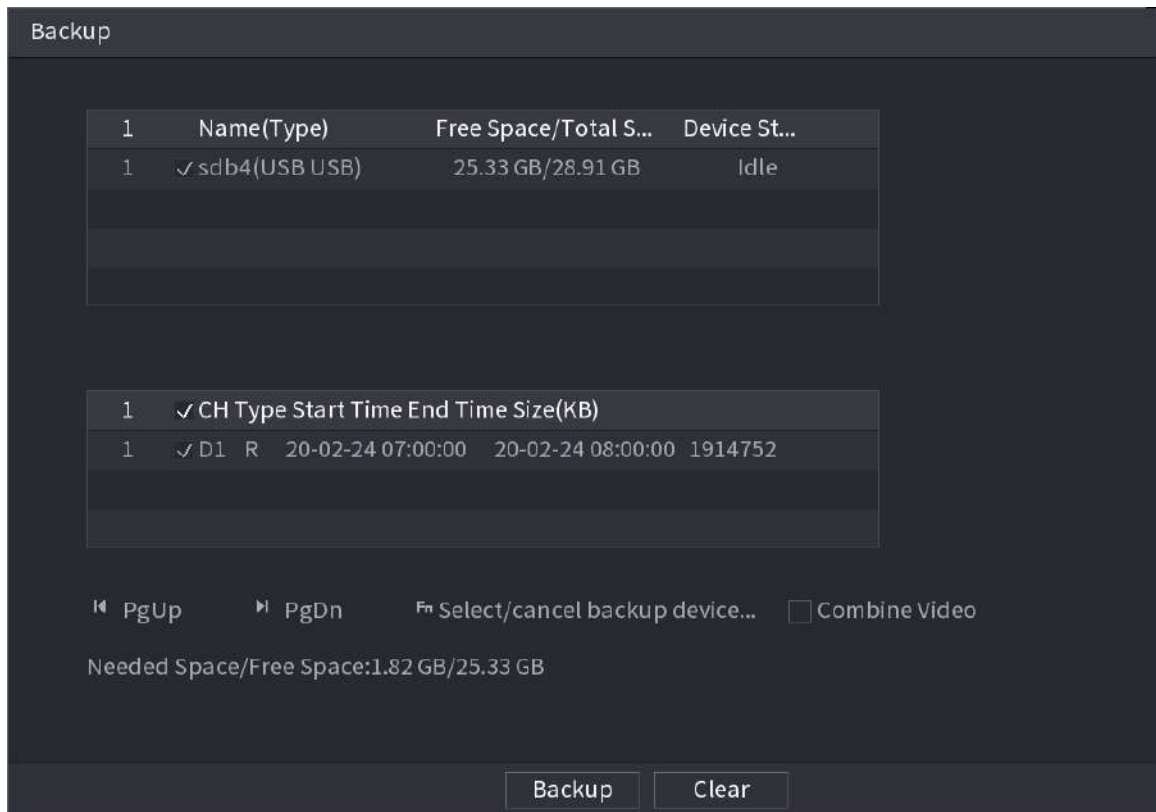 Backup
1 Name(Type) Free Space/Total S... Device St...
1 sdb4(USB USB) 25.33 GB/28.91 GB Idle
1 CH Type Start Time End Time Size(KB)
1 D1 R 20-02-24 07:00:00 20-02-24 08:00:00 1914752
PgUp PgDn Fn Select/cancel backup device... Combine Video
Needed Space/Free Space:1.82 GB/25.33 GB
Backup Clear